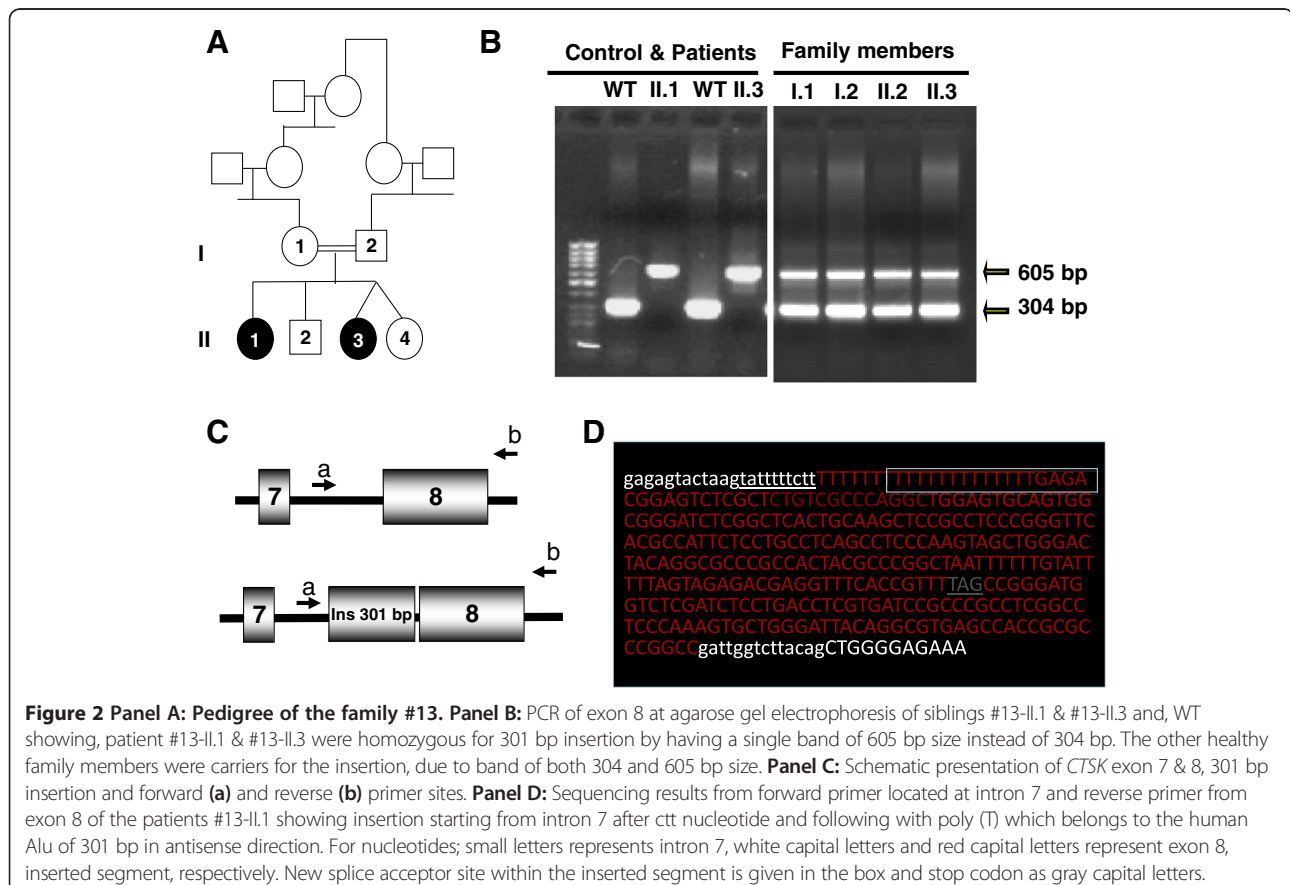 A
1
2
I
1
2
3
4
II
B
Control & Patients
Family members
WT II.1 WT II.3
I.1 I.2 II.2 II.3
605 bp
304 bp
C
a
b
7
8
a
b
7
Ins 301 bp
8
D
gagagtactaagtatttttcttTTTTTTTTTTTTTTTTTTTTTGAGA
CGGAGTCTCGCTCTGTCGCCCAGGCTGGAGTGCAGTGG
CGGGATCTCGGCTCACTGCAAGCTCCGCCTCCCGGGTTC
ACGCCATTCTCCTGCCTCAGCCTCCCAAGTAGCTGGGAC
TACAGGCGCCCGCCACTACGCCCGGCTAATTTTTTGTATT
TTTAGTAGAGACGAGGTTTCACCGTTTTAGCCGGGATG
GTCTCGATCTCCTGACCTCGTGATCCGCCCGCCTCGGCC
TCCCAAAGTGCTGGGATTACAGGCGTGAGCCACCGCGC
CCGGCCgattggtcttacagCTGGGGAGAAA
Figure 2 Panel A: Pedigree of the family #13. Panel B: PCR of exon 8 at agarose gel electrophoresis of siblings #13-II.1 & #13-II.3 and, WT
showing, patient #13-II.1 & #13-II.3 were homozygous for 301 bp insertion by having a single band of 605 bp size instead of 304 bp. The other healthy
family members were carriers for the insertion, due to band of both 304 and 605 bp size. Panel C: Schematic presentation of CTSK exon 7 & 8, 301 bp
insertion and forward (a) and reverse (b) primer sites. Panel D: Sequencing results from forward primer located at intron 7 and reverse primer from
exon 8 of the patients #13-II.1 showing insertion starting from intron 7 after ctt nucleotide and following with poly (T) which belongs to the human
Alu of 301 bp in antisense direction. For nucleotides; small letters represents intron 7, white capital letters and red capital letters represent exon 8,
inserted segment, respectively. New splice acceptor site within the inserted segment is given in the box and stop codon as gray capital letters.